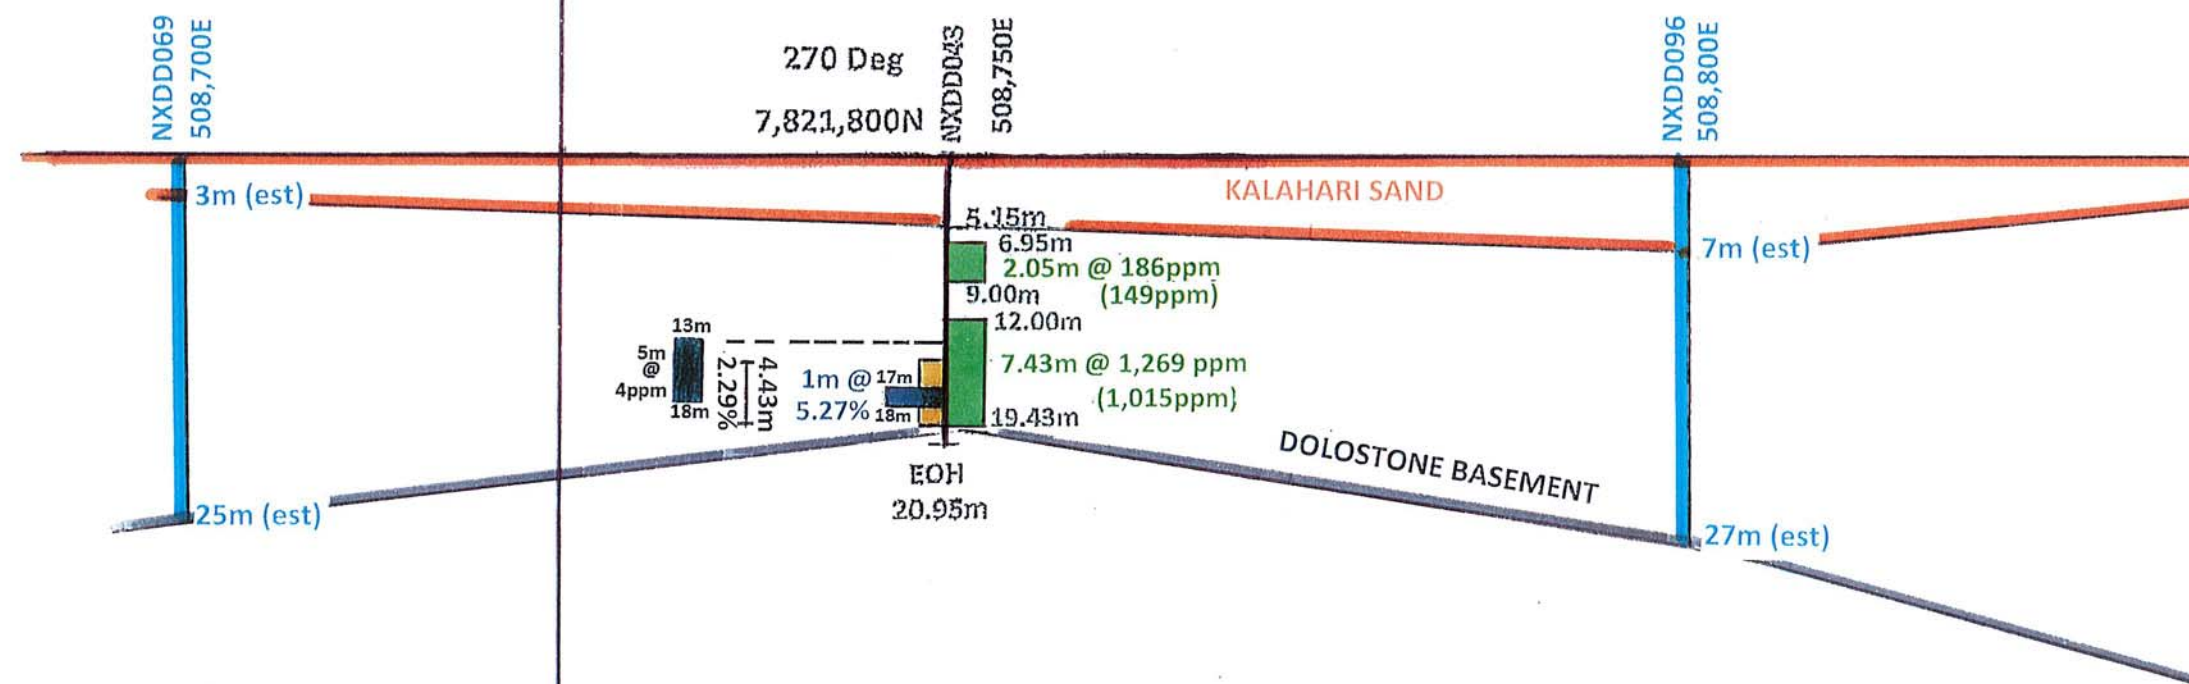 NXDD069
508,700E
270 Deg
7,821,800N
NXDD043
508,750E
NXDD096
508,800E
KALAHARI SAND
3m (est)
5.15m
7m (est)
6.95m
2.05m @ 186ppm
9.00m
(149ppm)
12.00m
13m
5m
@
4ppm
18m
2.29%
4.43m
1m @
5.27%
17m
18m
7.43m @ 1,269 ppm
(1,015ppm)
19.43m
DOLOSTONE BASEMENT
EOH
20.95m
25m (est)
27m (est)